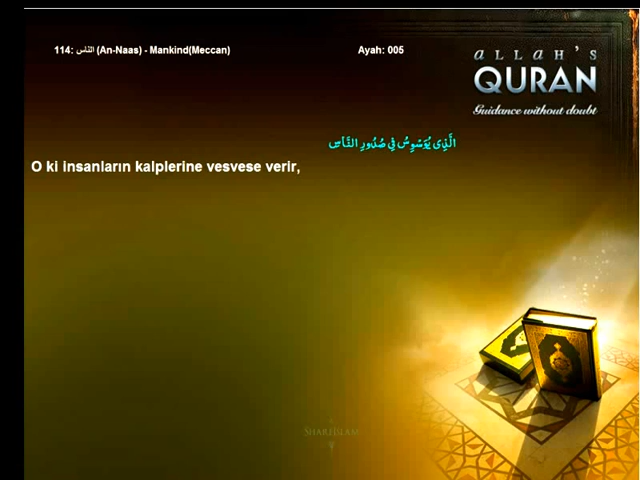 114: الناس (An-Naas) - Mankind(Meccan) Ayah: 005
ALLAH'S
QURAN
Guidance without doubt
الَّذِي يُوَسْوِسُ فِي صُدُورِ النَّاسِ
O ki insanların kalplerine vesvese verir,
SHAREISLAM